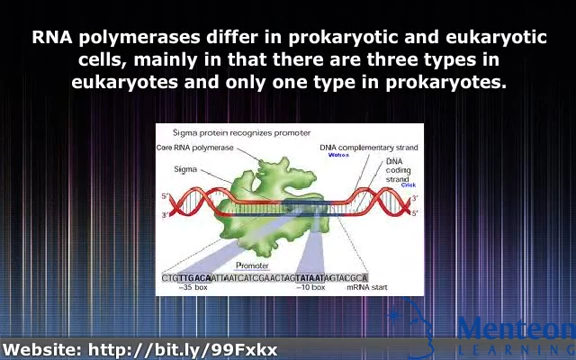 RNA polymerases differ in prokaryotic and eukaryotic
cells, mainly in that there are three types in
eukaryotes and only one type in prokaryotes.
Sigma protein recognizes promoter
Core RNA polymerase
DNA complementary strand
Watson
Sigma
DNA
coding
strand
Crick
5'
3'
3'
5'
Promoter
CTGTTGACAATTAATCATCGAACTAGTATAATAGTACGCA
−35 box
−10 box
mRNA start
Menteon
LEARNING
Website: http://bit.ly/99Fxkx